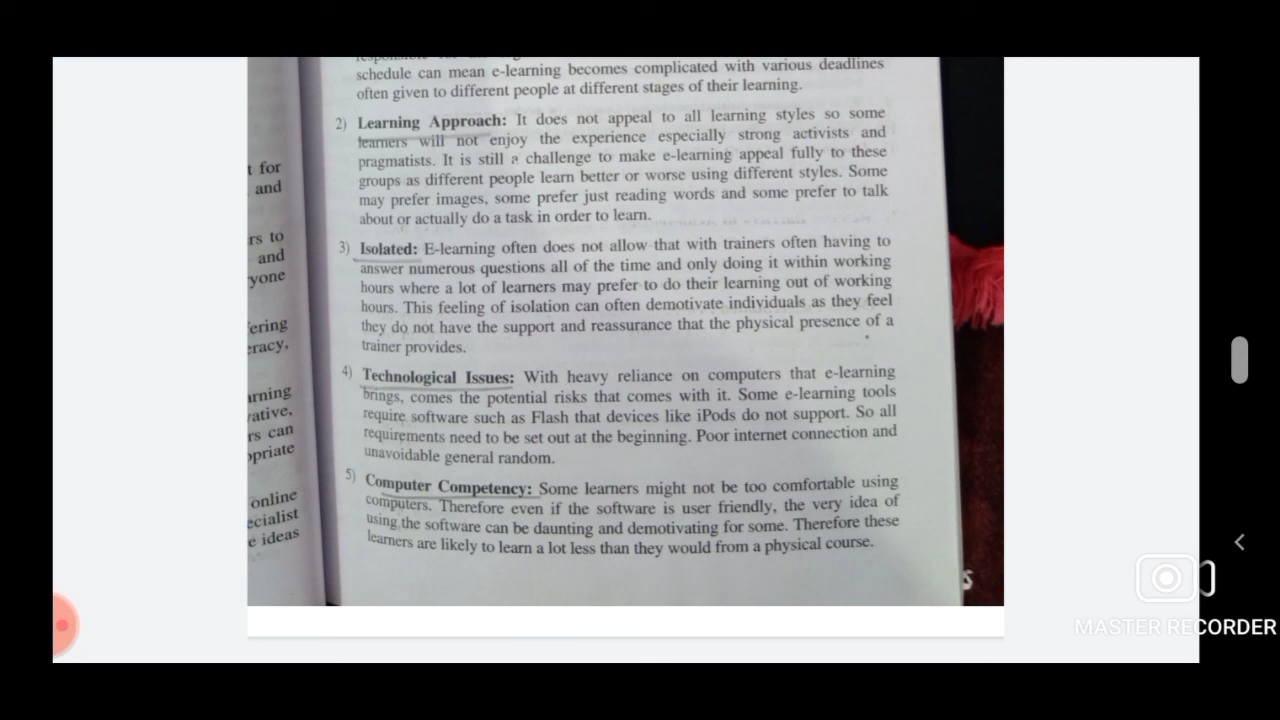 schedule can mean e-learning becomes complicated with various deadlines
often given to different people at different stages of their learning.
2) Learning Approach: It does not appeal to all learning styles so some
learners will not enjoy the experience especially strong activists and
pragmatists. It is still a challenge to make e-learning appeal fully to these
groups as different people learn better or worse using different styles. Some
may prefer images, some prefer just reading words and some prefer to talk
about or actually do a task in order to learn.
3) Isolated: E-learning often does not allow that with trainers often having to
answer numerous questions all of the time and only doing it within working
hours where a lot of learners may prefer to do their learning out of working
hours. This feeling of isolation can often demotivate individuals as they feel
they do not have the support and reassurance that the physical presence of a
trainer provides.
4) Technological Issues: With heavy reliance on computers that e-learning
brings, comes the potential risks that comes with it. Some e-learning tools
require software such as Flash that devices like iPods do not support. So all
requirements need to be set out at the beginning. Poor internet connection and
unavoidable general random.
5) Computer Competency: Some learners might not be too comfortable using
computers. Therefore even if the software is user friendly, the very idea of
using the software can be daunting and demotivating for some. Therefore these
learners are likely to learn a lot less than they would from a physical course.
t for
and
rs to
and
yone
ering
racy,
arning
ative,
rs can
opriate
online
ecialist
e ideas
S
MASTER RECORDER